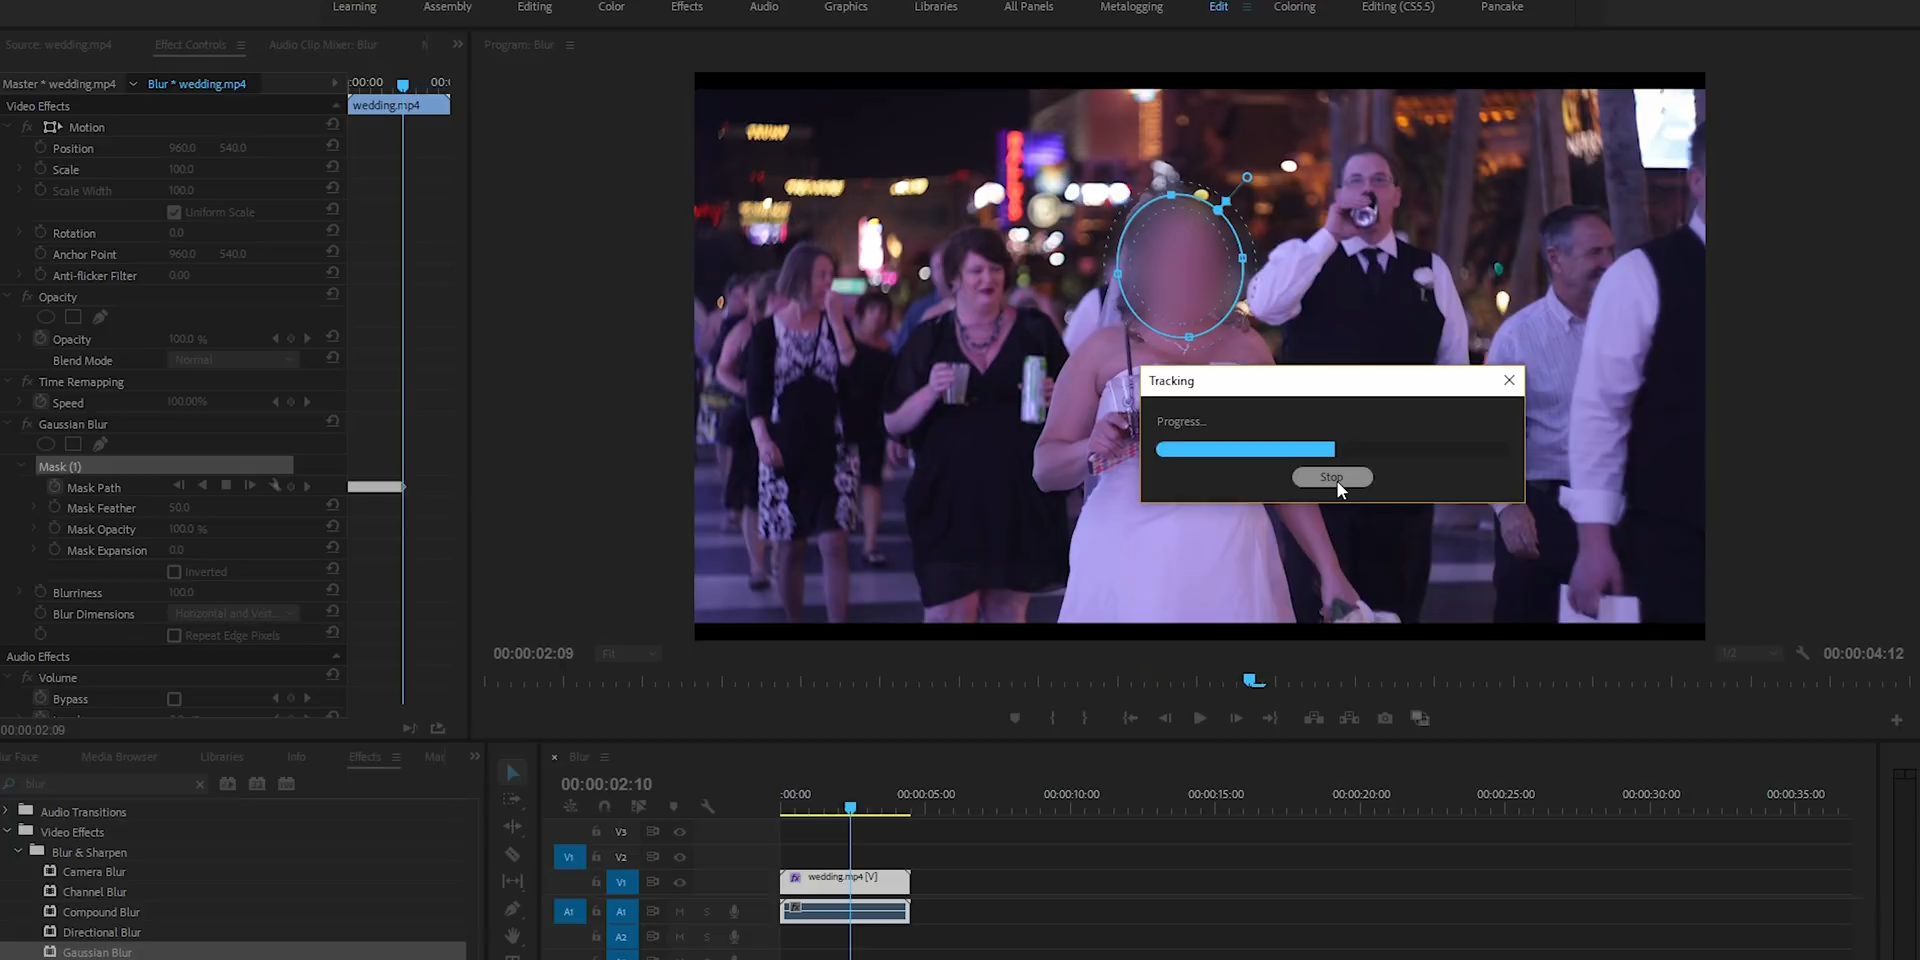 Learning Assembly Editing Color Effects Audio Graphics Libraries All Panels Metalogging Edit Coloring Editing (CS5.5) Pancake
Source: wedding.mp4 Effect Controls Audio Clip Mixer: Blur
Program: Blur
Master * wedding.mp4 Blur * wedding.mp4
:00:00
wedding.mp4
Video Effects
fx Motion
Position 960.0 540.0
Scale 100.0
Scale Width 100.0
Uniform Scale
Rotation 0.0
Anchor Point 960.0 540.0
Anti-flicker Filter 0.00
fx Opacity
Opacity 100.0 %
Blend Mode Normal
fx Time Remapping
Speed 100.00%
fx Gaussian Blur
Mask (1)
Mask Path
Mask Feather 50.0
Mask Opacity 100.0 %
Mask Expansion 0.0
Inverted
Blurriness 100.0
Blur Dimensions Horizontal and Vert...
Repeat Edge Pixels
Audio Effects
fx Volume
Bypass
00:00:02:09
Tracking
Progress...
Stop
00:00:02:09 Fit 1/2 00:00:04:12
ur Face Media Browser Libraries Info Effects
blur
Audio Transitions
Video Effects
Blur & Sharpen
Camera Blur
Channel Blur
Compound Blur
Directional Blur
Gaussian Blur
Blur
00:00:02:10
:00:00 00:00:05:00 00:00:10:00 00:00:15:00 00:00:20:00 00:00:25:00 00:00:30:00 00:00:35:00
V3
V1 V2
V1
fx wedding.mp4 [V]
A1 A1 M S
A2 M S